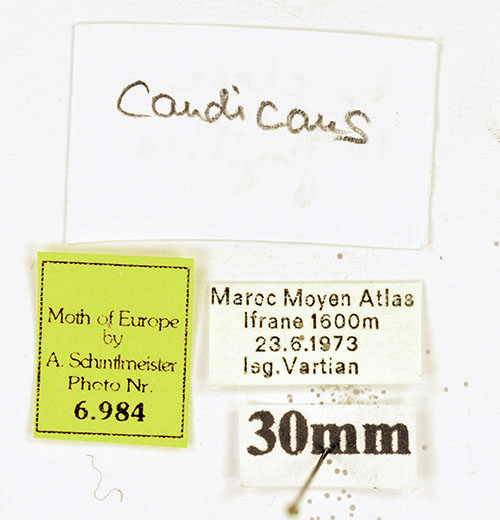 Candicans
Moth of Europe
by
A. Schintlmeister
Photo Nr.
6.984
Maroc Moyen Atlas
Ifrane 1600m
23.6.1973
lsg. Vartian
30mm